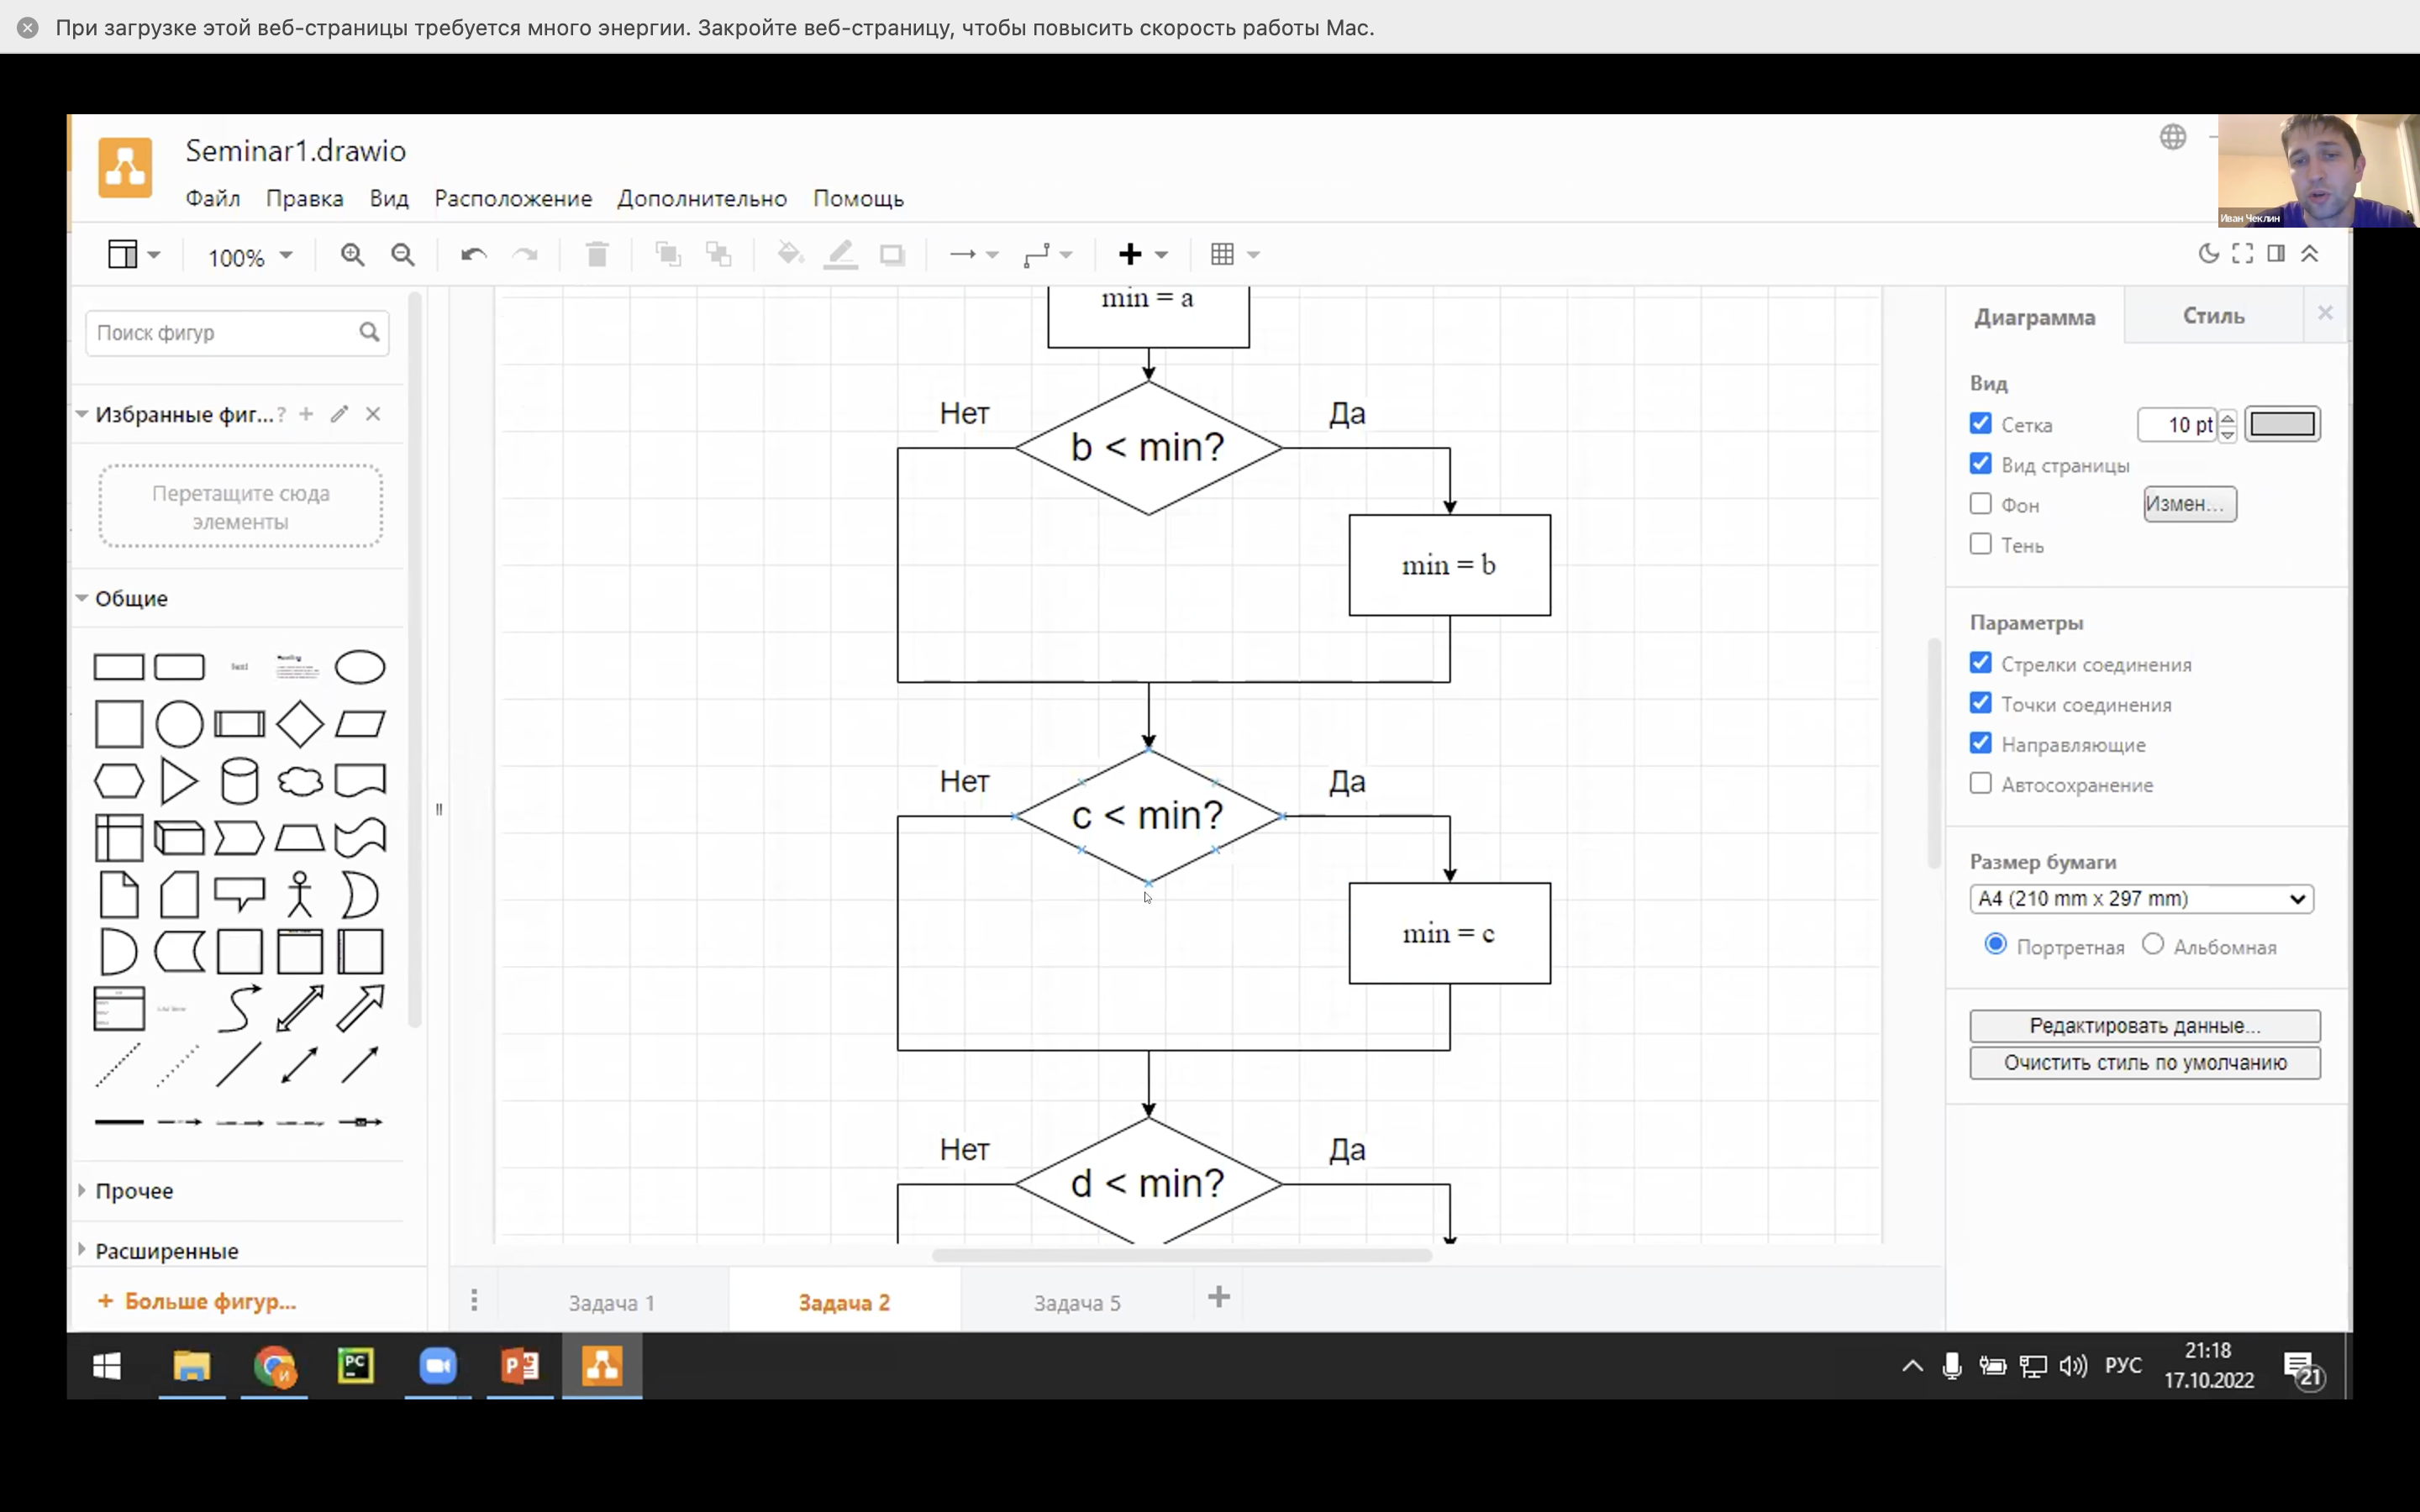 При загрузке этой веб-страницы требуется много энергии. Закройте веб-страницу, чтобы повысить скорость работы Mac.
Seminar1.drawio
Файл Правка Вид Расположение Дополнительно Помощь
Иван Чеклин
100%
Поиск фигур
Избранные фиг...?
Перетащите сюда
элементы
Общие
Text
Heading
Прочее
Расширенные
+ Больше фигур...
min = a
Нет
Да
b < min?
min = b
Нет
Да
c < min?
min = c
Нет
Да
d < min?
Задача 1
Задача 2
Задача 5
Диаграмма
Стиль
Вид
Сетка
10 pt
Вид страницы
Фон
Измен...
Тень
Параметры
Стрелки соединения
Точки соединения
Направляющие
Автосохранение
Размер бумаги
A4 (210 mm x 297 mm)
Портретная
Альбомная
Редактировать данные...
Очистить стиль по умолчанию
PC
P
РУС
21:18
17.10.2022
21